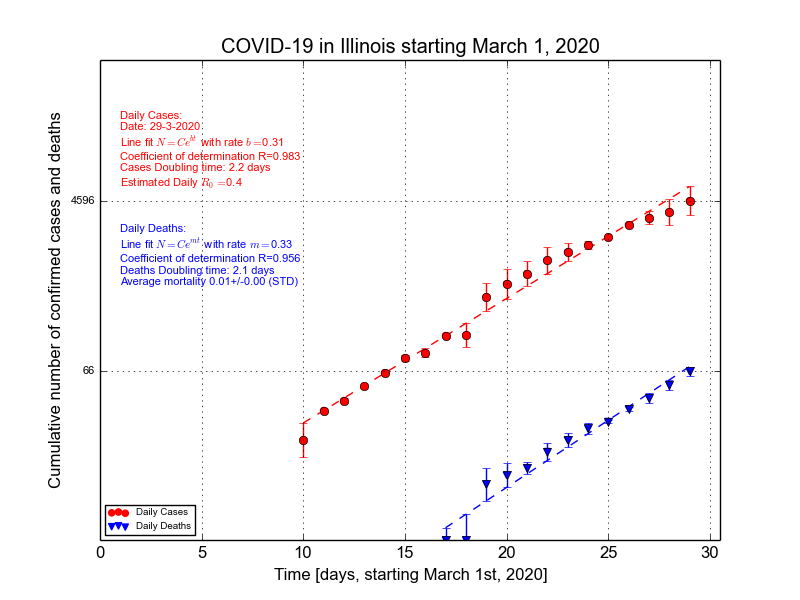 COVID-19 in Illinois starting March 1, 2020
Daily Cases:
Date: 29-3-2020
Line fit N = Ce^{bt} with rate b =0.31
Coefficient of determination R=0.983
Cases Doubling time: 2.2 days
Estimated Daily R_0 =0.4
Daily Deaths:
Line fit N = Ce^{mt} with rate m =0.33
Coefficient of determination R=0.956
Deaths Doubling time: 2.1 days
Average mortality 0.01+/-0.00 (STD)
Cumulative number of confirmed cases and deaths
4596
66
Daily Cases
Daily Deaths
0 5 10 15 20 25 30
Time [days, starting March 1st, 2020]